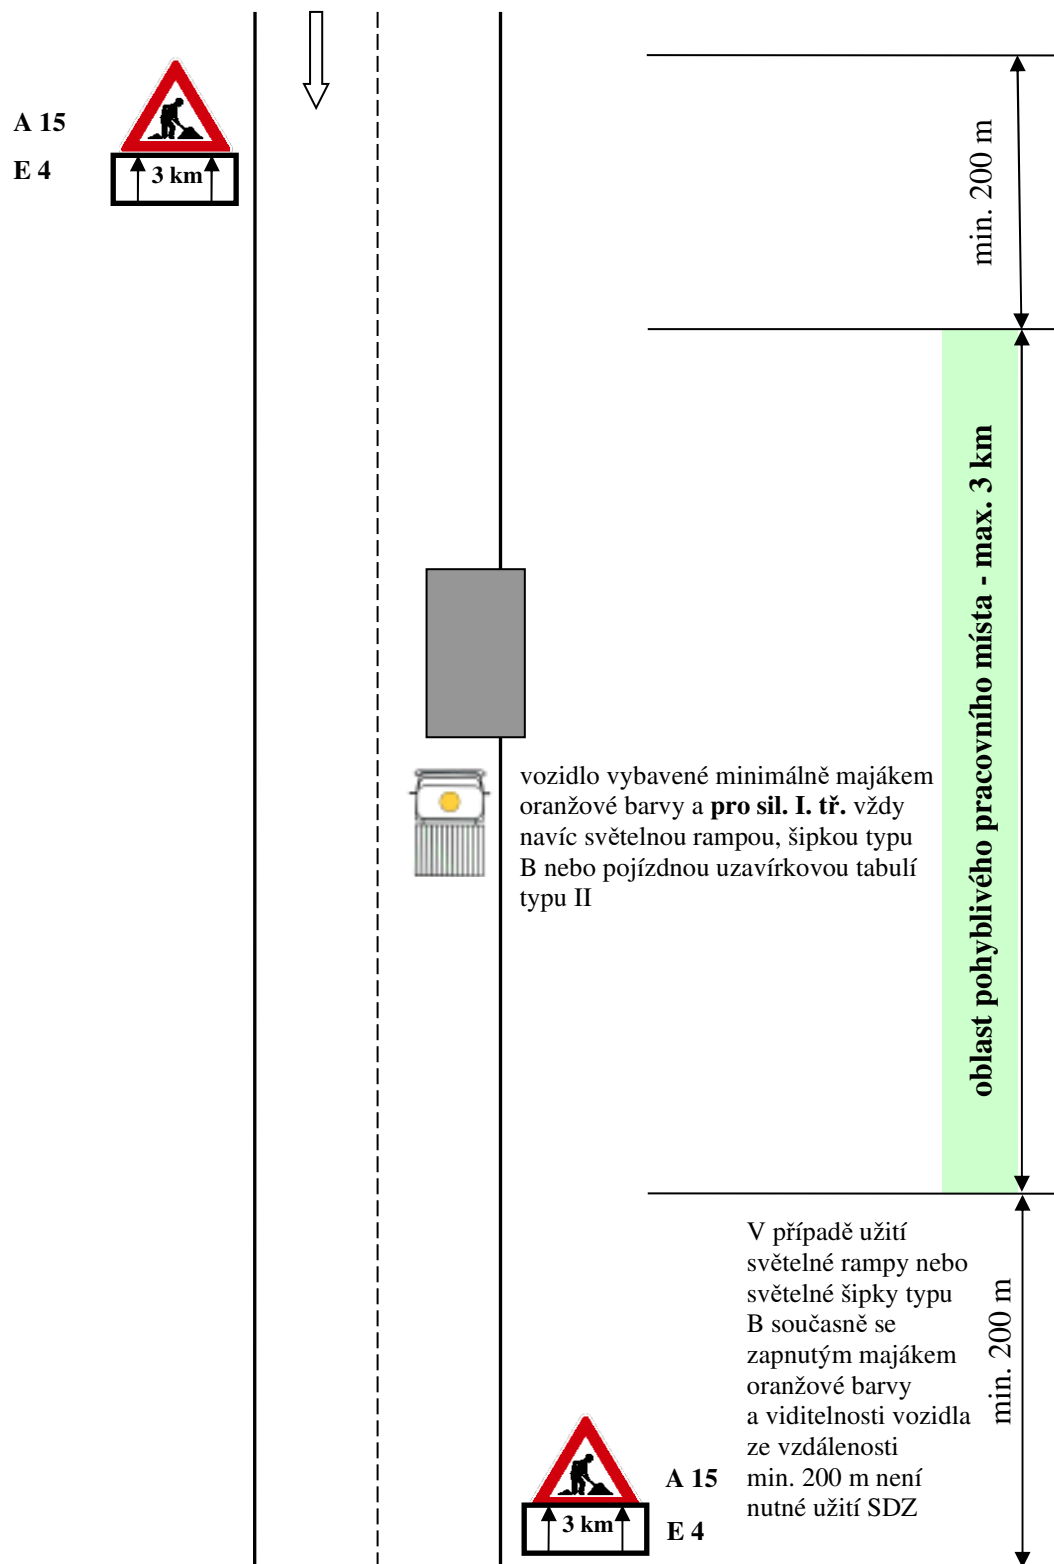 A 15
E 4
3 km
min. 200 m
oblast pohyblivého pracovního místa - max. 3 km
vozidlo vybavené minimálně majákem
oranžové barvy a pro sil. I. tř. vždy
navíc světelnou rampou, šipkou typu
B nebo pojízdnou uzavírkovou tabulí
typu II
V případě užití
světelné rampy nebo
světelné šipky typu
B současně se
zapnutým majákem
oranžové barvy
a viditelnosti vozidla
ze vzdálenosti
min. 200 m není
nutné užití SDZ
min. 200 m
A 15
E 4
3 km